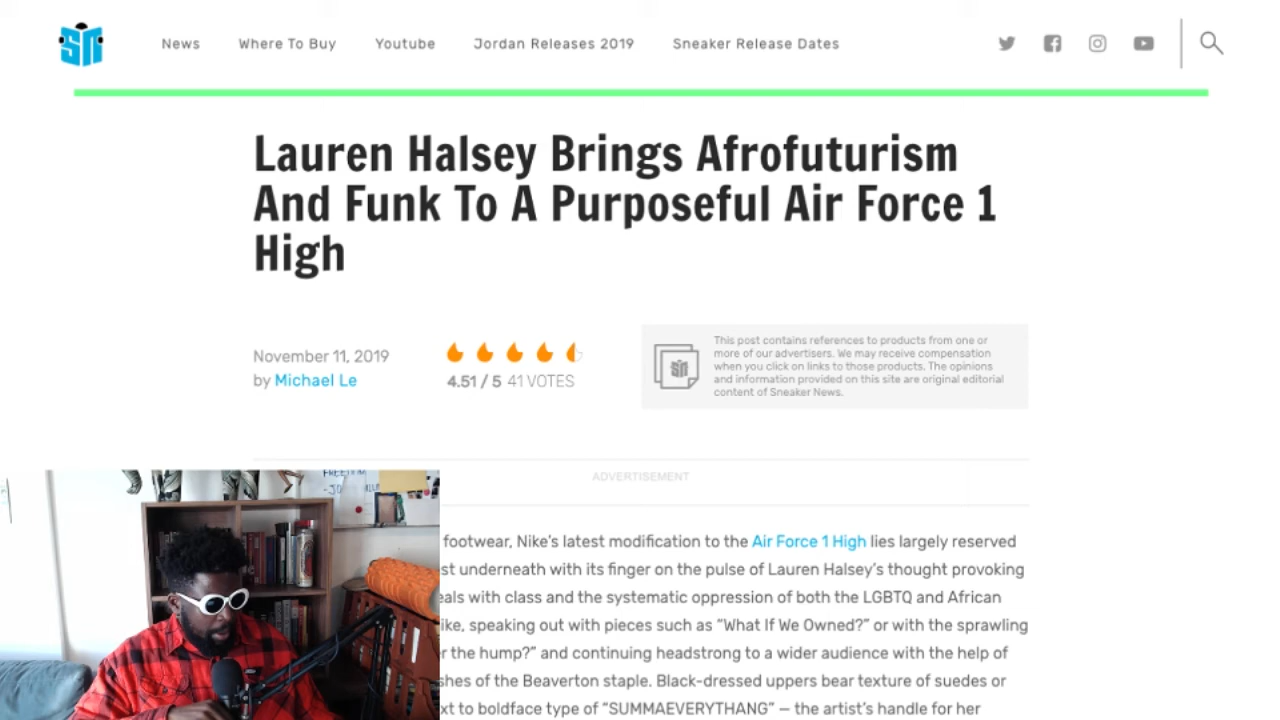 SN
News Where To Buy Youtube Jordan Releases 2019 Sneaker Release Dates
Lauren Halsey Brings Afrofuturism
And Funk To A Purposeful Air Force 1
High
November 11, 2019
by Michael Le
4.51 / 5 41 VOTES
This post contains references to products from one or
more of our advertisers. We may receive compensation
when you click on links to those products. The opinions
and information provided on this site are original editorial
content of Sneaker News.
ADVERTISEMENT
footwear, Nike's latest modification to the Air Force 1 High lies largely reserved
st underneath with its finger on the pulse of Lauren Halsey's thought provoking
eals with class and the systematic oppression of both the LGBTQ and African
ike, speaking out with pieces such as “What If We Owned?” or with the sprawling
r the hump?” and continuing headstrong to a wider audience with the help of
shes of the Beaverton staple. Black-dressed uppers bear texture of suedes or
xt to boldface type of “SUMMAEVERYTHANG” — the artist's handle for her
FREEDOM